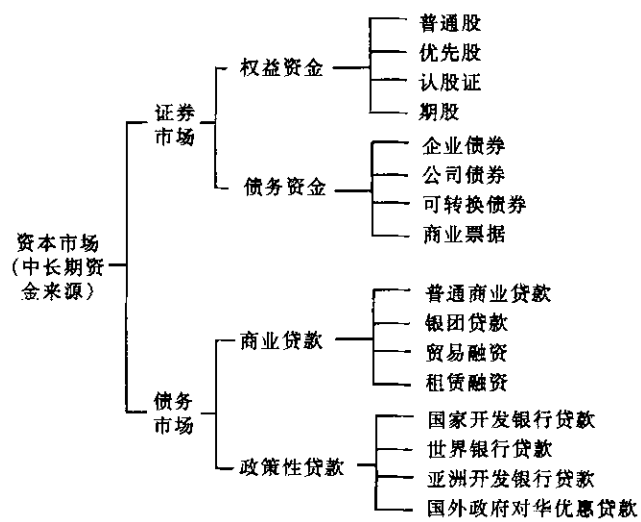 普通股
优先股
权益资金
认股证
期股
证券
市场
企业债券
公司债券
债务资金
可转换债券
商业票据
资本市场
(中长期资
金来源)
普通商业贷款
银团贷款
商业贷款
贸易融资
租赁融资
债务
市场
国家开发银行贷款
世界银行贷款
政策性贷款
亚洲开发银行贷款
国外政府对华优惠贷款